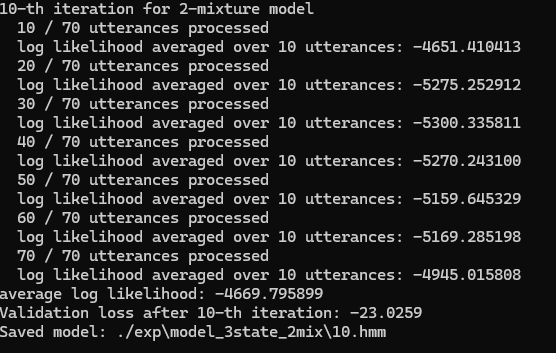 10-th iteration for 2-mixture model
10 / 70 utterances processed
log likelihood averaged over 10 utterances: -4651.410413
20 / 70 utterances processed
log likelihood averaged over 10 utterances: -5275.252912
30 / 70 utterances processed
log likelihood averaged over 10 utterances: -5300.335811
40 / 70 utterances processed
log likelihood averaged over 10 utterances: -5270.243100
50 / 70 utterances processed
log likelihood averaged over 10 utterances: -5159.645329
60 / 70 utterances processed
log likelihood averaged over 10 utterances: -5169.285198
70 / 70 utterances processed
log likelihood averaged over 10 utterances: -4945.015808
average log likelihood: -4669.795899
Validation loss after 10-th iteration: -23.0259
Saved model: ./exp\model_3state_2mix\10.hmm